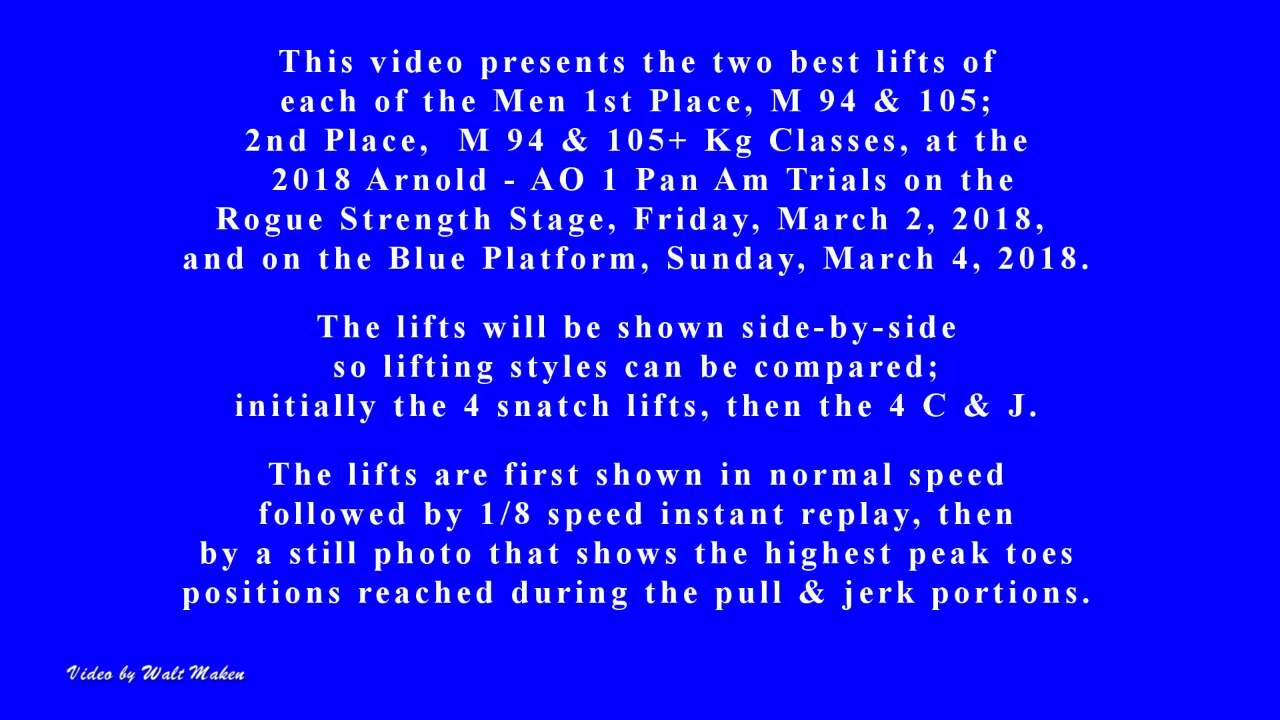 This video presents the two best lifts of
each of the Men 1st Place, M 94 & 105;
2nd Place,  M 94 & 105+ Kg Classes, at the
2018 Arnold - AO 1 Pan Am Trials on the
Rogue Strength Stage, Friday, March 2, 2018,
and on the Blue Platform, Sunday, March 4, 2018.
The lifts will be shown side-by-side
so lifting styles can be compared;
initially the 4 snatch lifts, then the 4 C & J.
The lifts are first shown in normal speed
followed by 1/8 speed instant replay, then
by a still photo that shows the highest peak toes
positions reached during the pull & jerk portions.
Video by Walt Maken